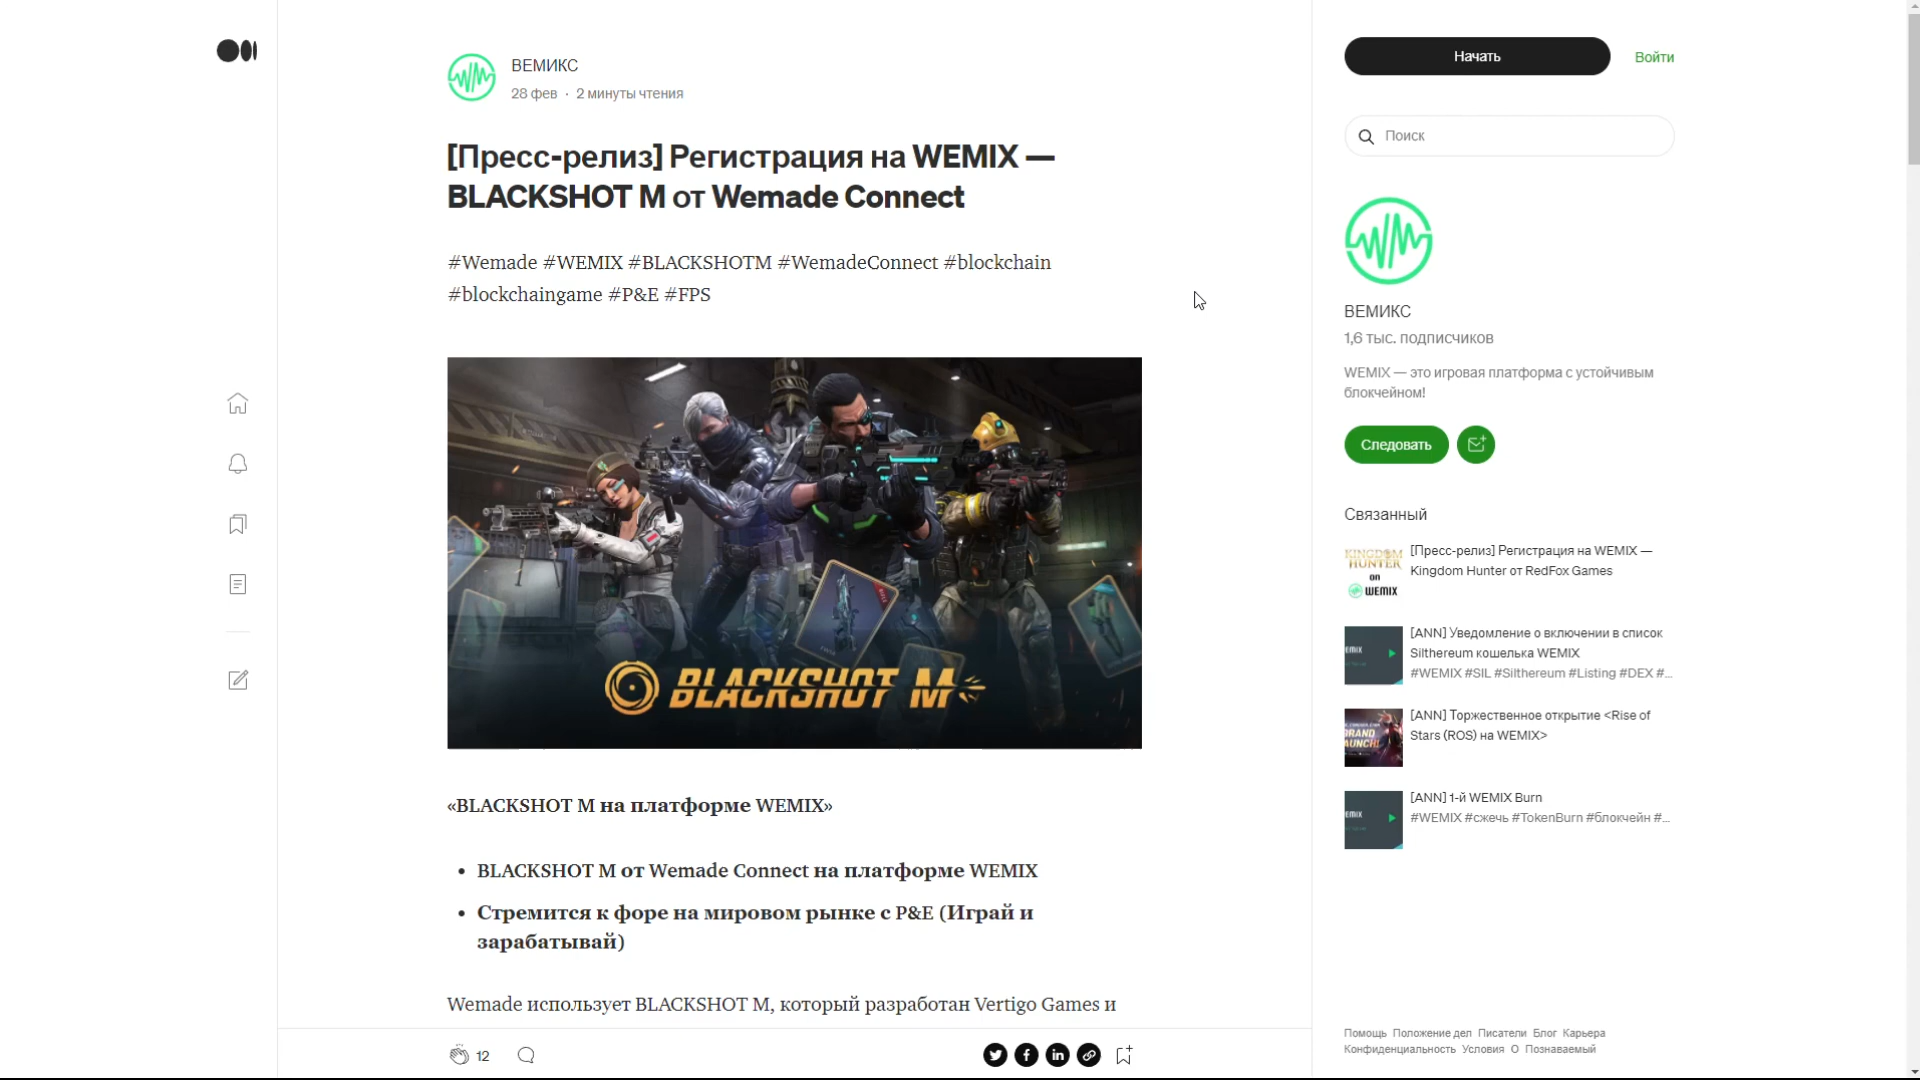 ВЕМИКС
28 фев · 2 минуты чтения
[Пресс-релиз] Регистрация на WEMIX —
BLACKSHOT M от Wemade Connect
#Wemade #WEMIX #BLACKSHOTM #WemadeConnect #blockchain
#blockchaingame #P&E #FPS
BLACKSHOT M
«BLACKSHOT M на платформе WEMIX»
• BLACKSHOT M от Wemade Connect на платформе WEMIX
• Стремится к форе на мировом рынке с P&E (Играй и
зарабатывай)
Wemade использует BLACKSHOT M, который разработан Vertigo Games и
12
Начать
Войти
Поиск
ВЕМИКС
1,6 тыс. подписчиков
WEMIX — это игровая платформа с устойчивым
блокчейном!
Следовать
Связанный
KINGDOM
HUNTER
on
WEMIX
[Пресс-релиз] Регистрация на WEMIX —
Kingdom Hunter от RedFox Games
[ANN] Уведомление о включении в список
Silthereum кошелька WEMIX
#WEMIX #SIL #Silthereum #Listing #DEX #...
[ANN] Торжественное открытие <Rise of
Stars (ROS) на WEMIX>
[ANN] 1-й WEMIX Burn
#WEMIX #сжечь #TokenBurn #блокчейн #...
Помощь Положение дел Писатели Блог Карьера
Конфиденциальность Условия О Познаваемый